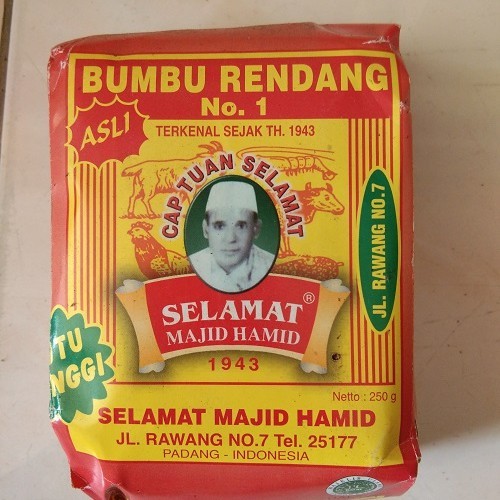 BUMBU RENDANG
No. 1
ASLI
TERKENAL SEJAK TH. 1943
CAP TUAN SELAMAT
JL. RAWANG NO.7
SELAMAT ®
MAJID HAMID
1943
Netto : 250 g
SELAMAT MAJID HAMID
JL. RAWANG NO.7 Tel. 25177
PADANG - INDONESIA